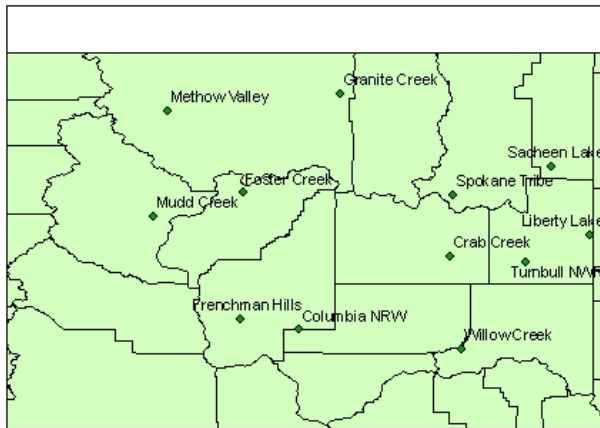 Granite Creek
Methow Valley
Sacheen Lake
Foster Creek
Spokane Tribe
Mudd Creek
Liberty Lake
Crab Creek
Turnbull NWR
Frenchman Hills
Columbia NRW
WillowCreek